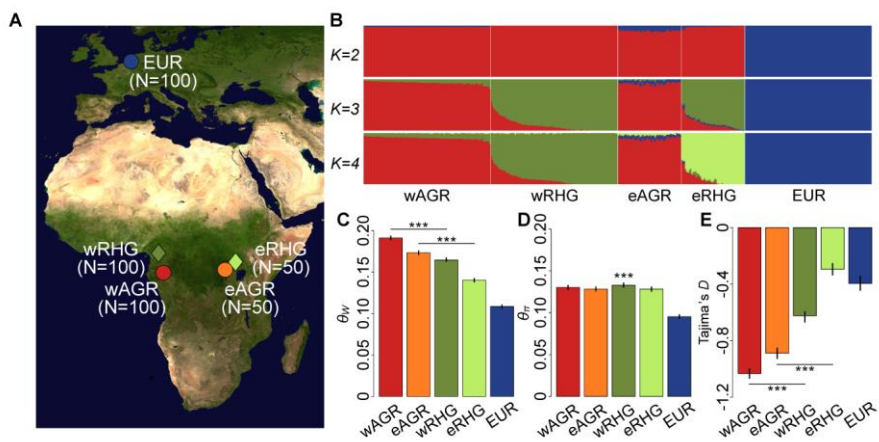 A
EUR
(N=100)
wRHG
(N=100)
wAGR
(N=100)
eRHG
(N=50)
eAGR
(N=50)
B
K=2
K=3
K=4
wAGR wRHG eAGR eRHG EUR
C
θW
0.20
0.15
0.10
0.05
0
***
***
wAGR eAGR wRHG eRHG EUR
D
θπ
0.20
0.15
0.10
0.05
0
***
wAGR eAGR wRHG eRHG EUR
E
Tajima's D
-0.4
-0.8
-1.2
***
***
wAGR eAGR wRHG eRHG EUR